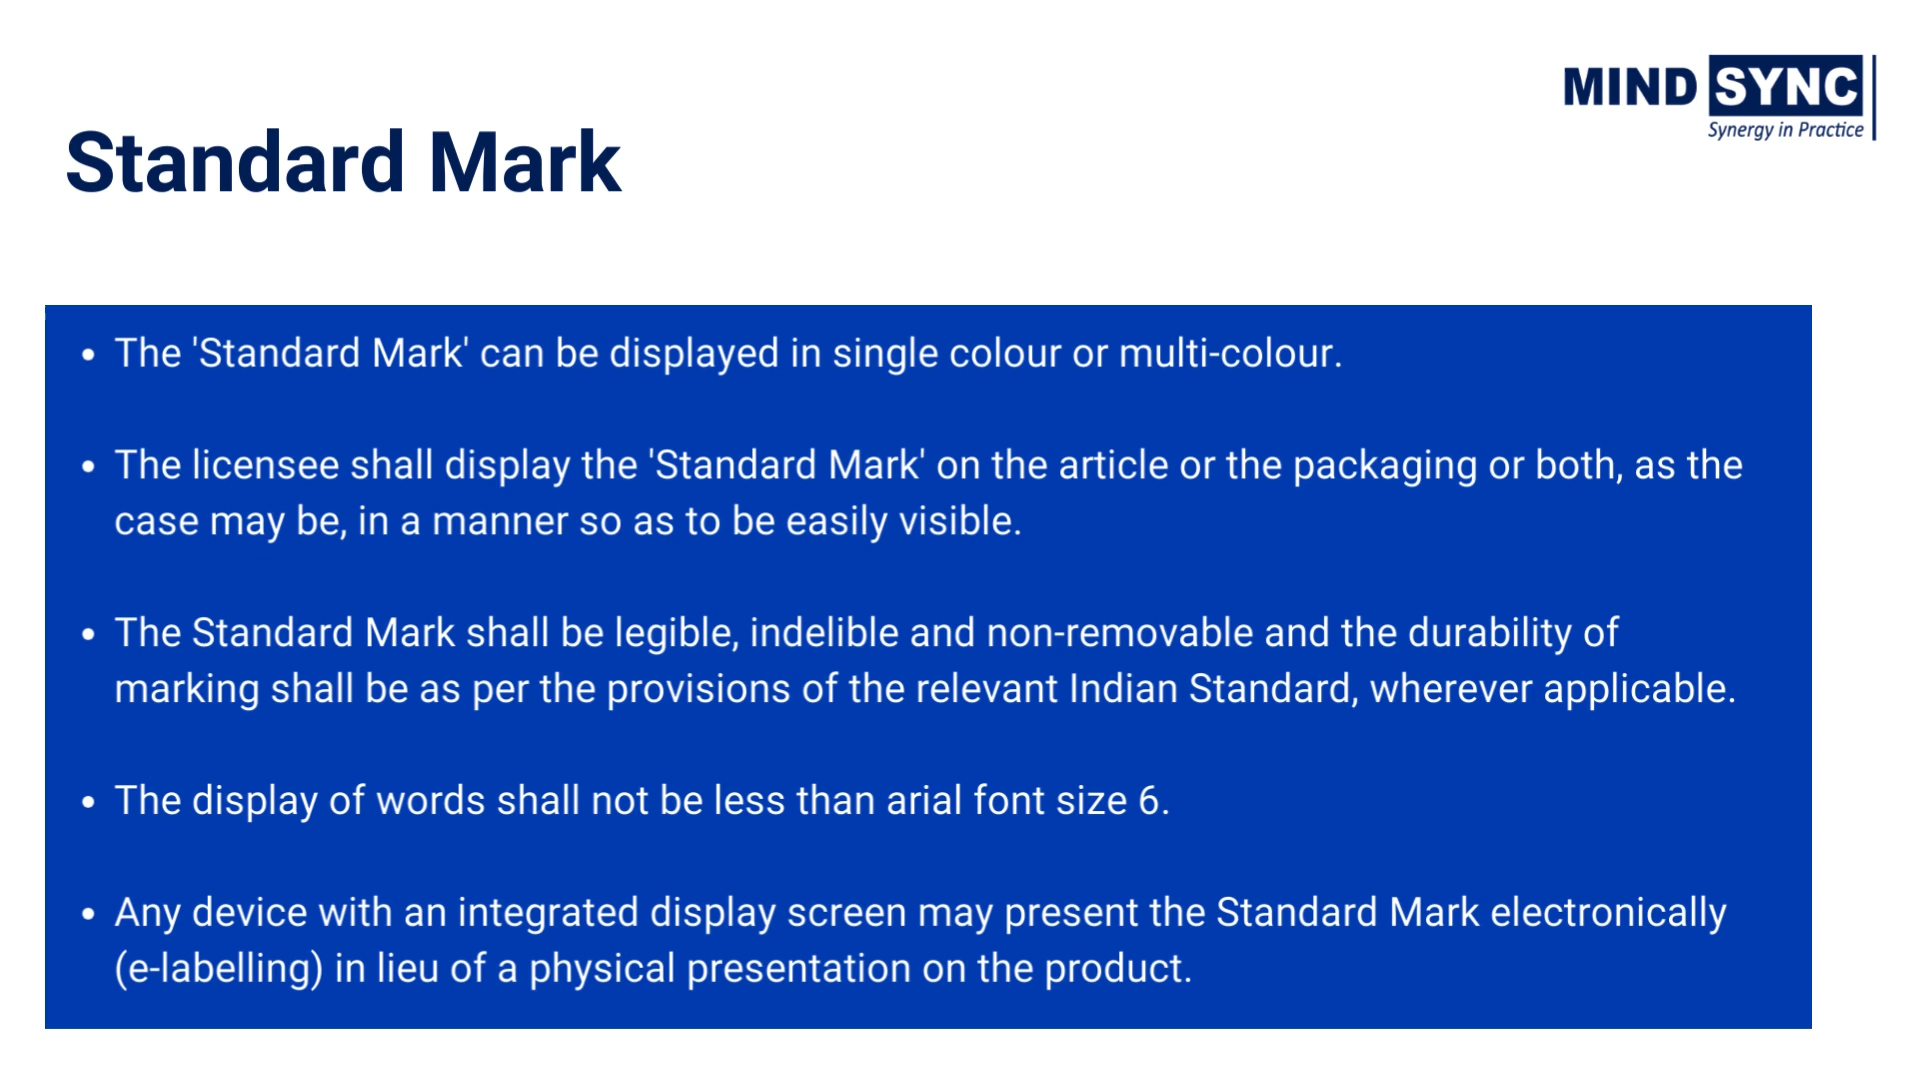 MIND SYNC
Synergy in Practice
Standard Mark
• The 'Standard Mark' can be displayed in single colour or multi-colour.
• The licensee shall display the 'Standard Mark' on the article or the packaging or both, as the
case may be, in a manner so as to be easily visible.
• The Standard Mark shall be legible, indelible and non-removable and the durability of
marking shall be as per the provisions of the relevant Indian Standard, wherever applicable.
• The display of words shall not be less than arial font size 6.
• Any device with an integrated display screen may present the Standard Mark electronically
(e-labelling) in lieu of a physical presentation on the product.